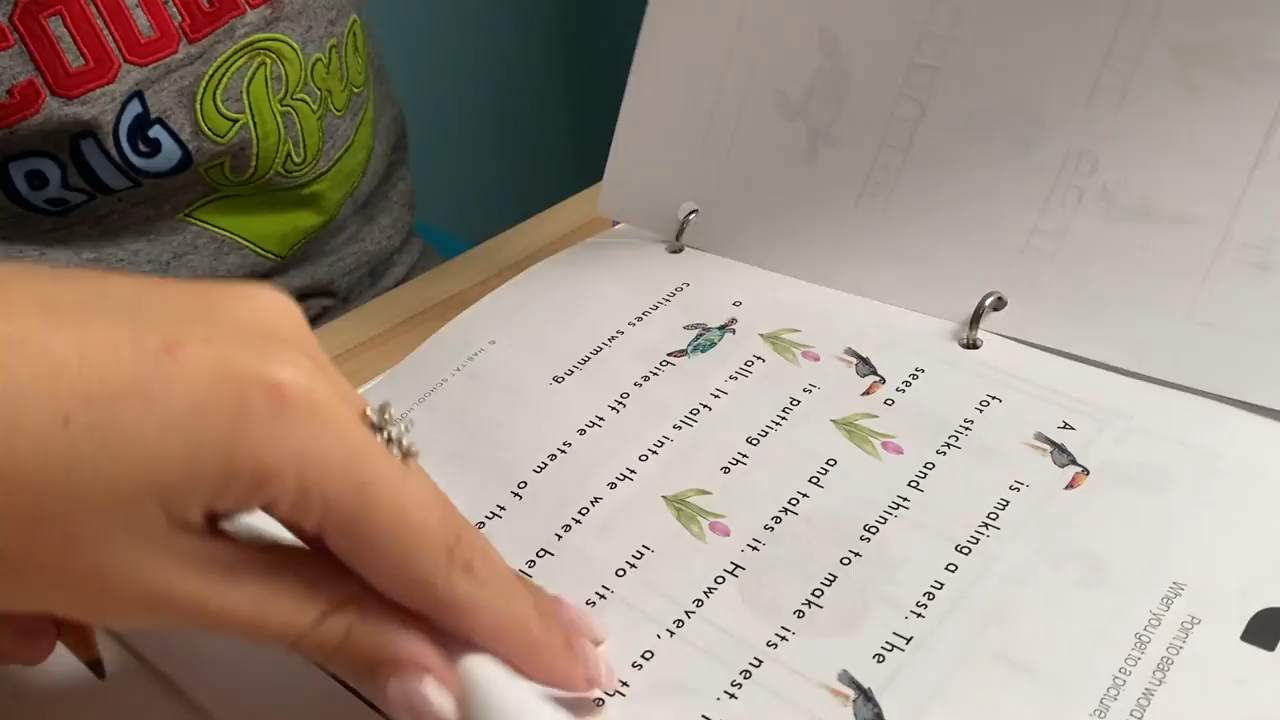 BIG Bro
Point to each word
When you get to a picture,
A is making a nest. The
for sticks and things to make its nest.
sees a and takes it. However, as the
is putting the into its
falls. It falls into the water
a bites off the stem of the
continues swimming.
© HABITAT